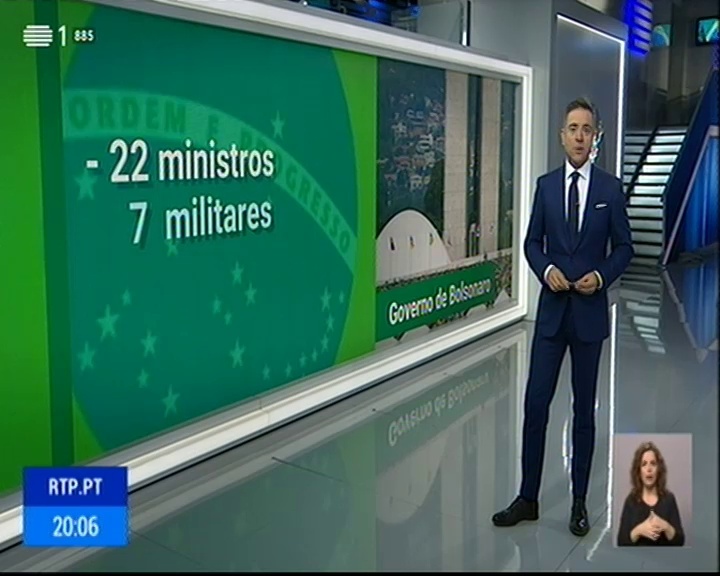 1 885
ORDEM E PROGRESSO
- 22 ministros
7 militares
Governo de Bolsonaro
RTP.PT
20:06